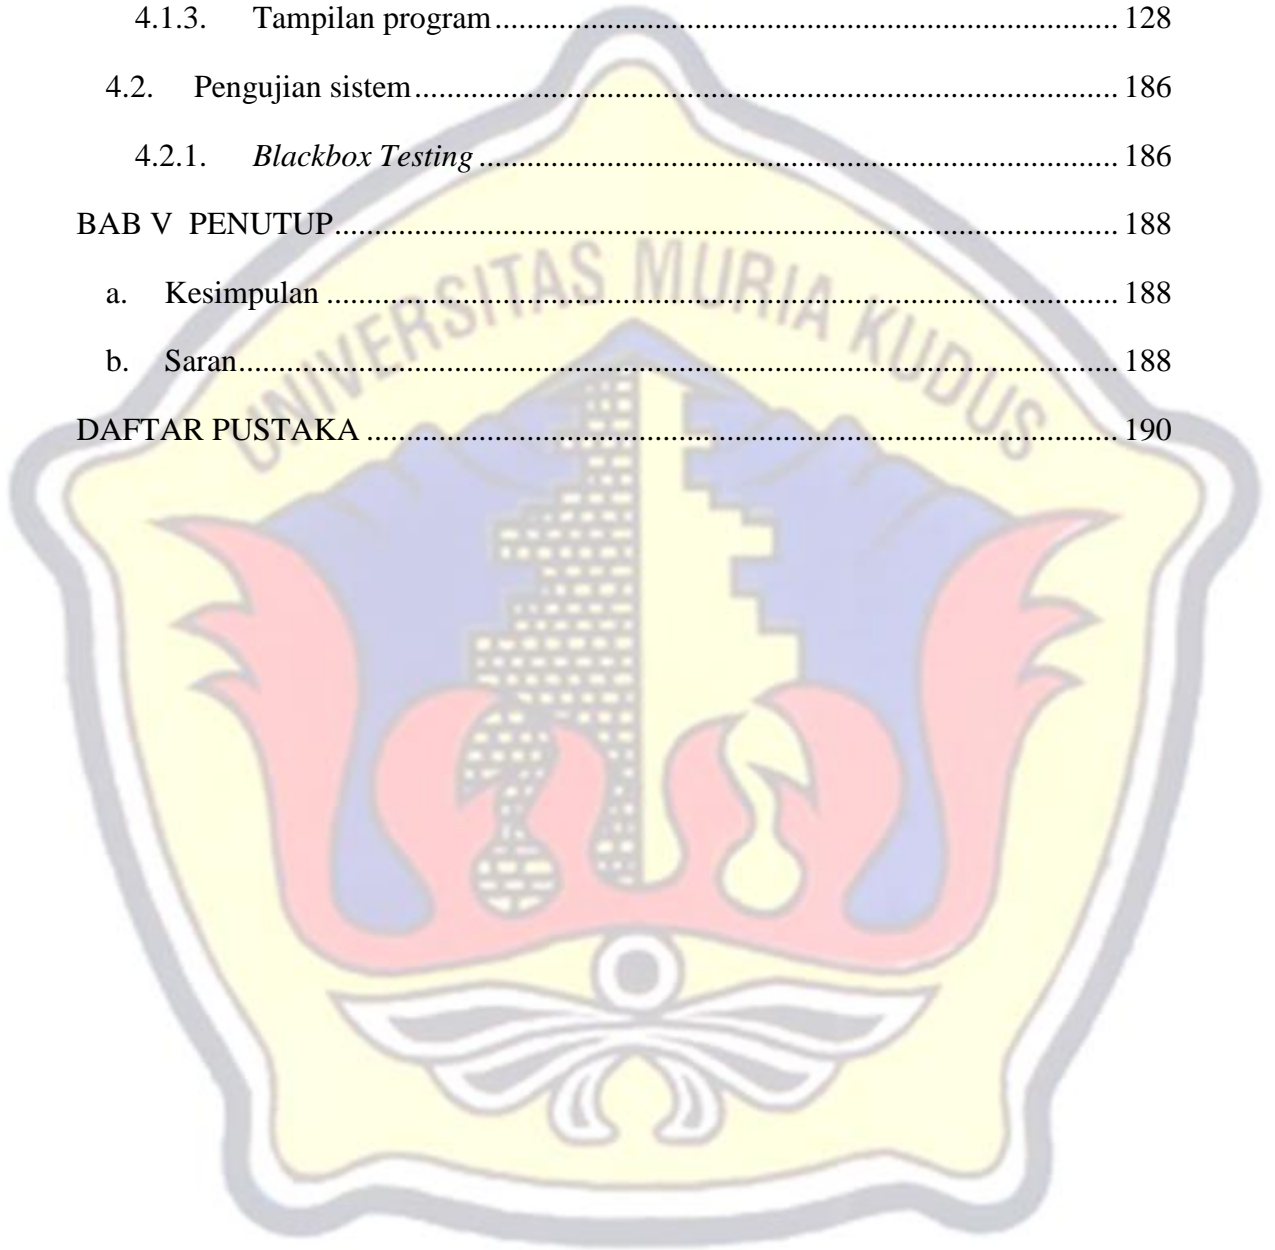 4.1.3. Tampilan program ........................................................................ 128
4.2. Pengujian sistem ........................................................................ 186
4.2.1. Blackbox Testing ........................................................................ 186
BAB V PENUTUP ........................................................................ 188
a. Kesimpulan ........................................................................ 188
b. Saran ........................................................................ 188
DAFTAR PUSTAKA ........................................................................ 190
UNIVERSITAS MURIA KUDUS